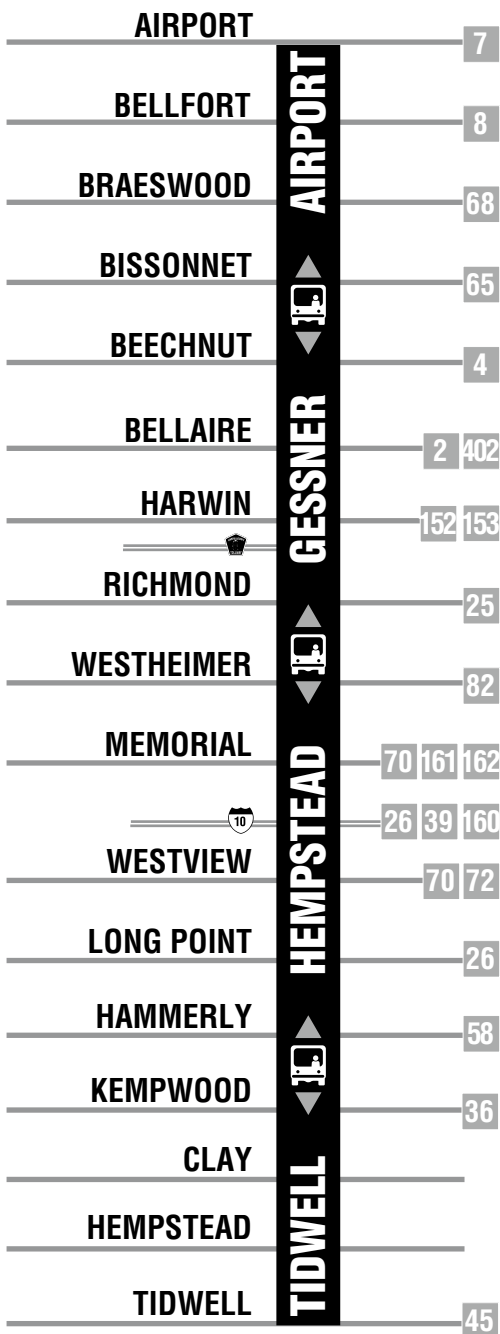 AIRPORT 7
BELLFORT 8
BRAESWOOD 68
BISSONNET 65
BEECHNUT 4
BELLAIRE 2 402
HARWIN 152 153
RICHMOND 25
WESTHEIMER 82
MEMORIAL 70 161 162
10 26 39 160
WESTVIEW 70 72
LONG POINT 26
HAMMERLY 58
KEMPWOOD 36
CLAY
HEMPSTEAD
TIDWELL 45
AIRPORT
GESSNER
HEMPSTEAD
TIDWELL